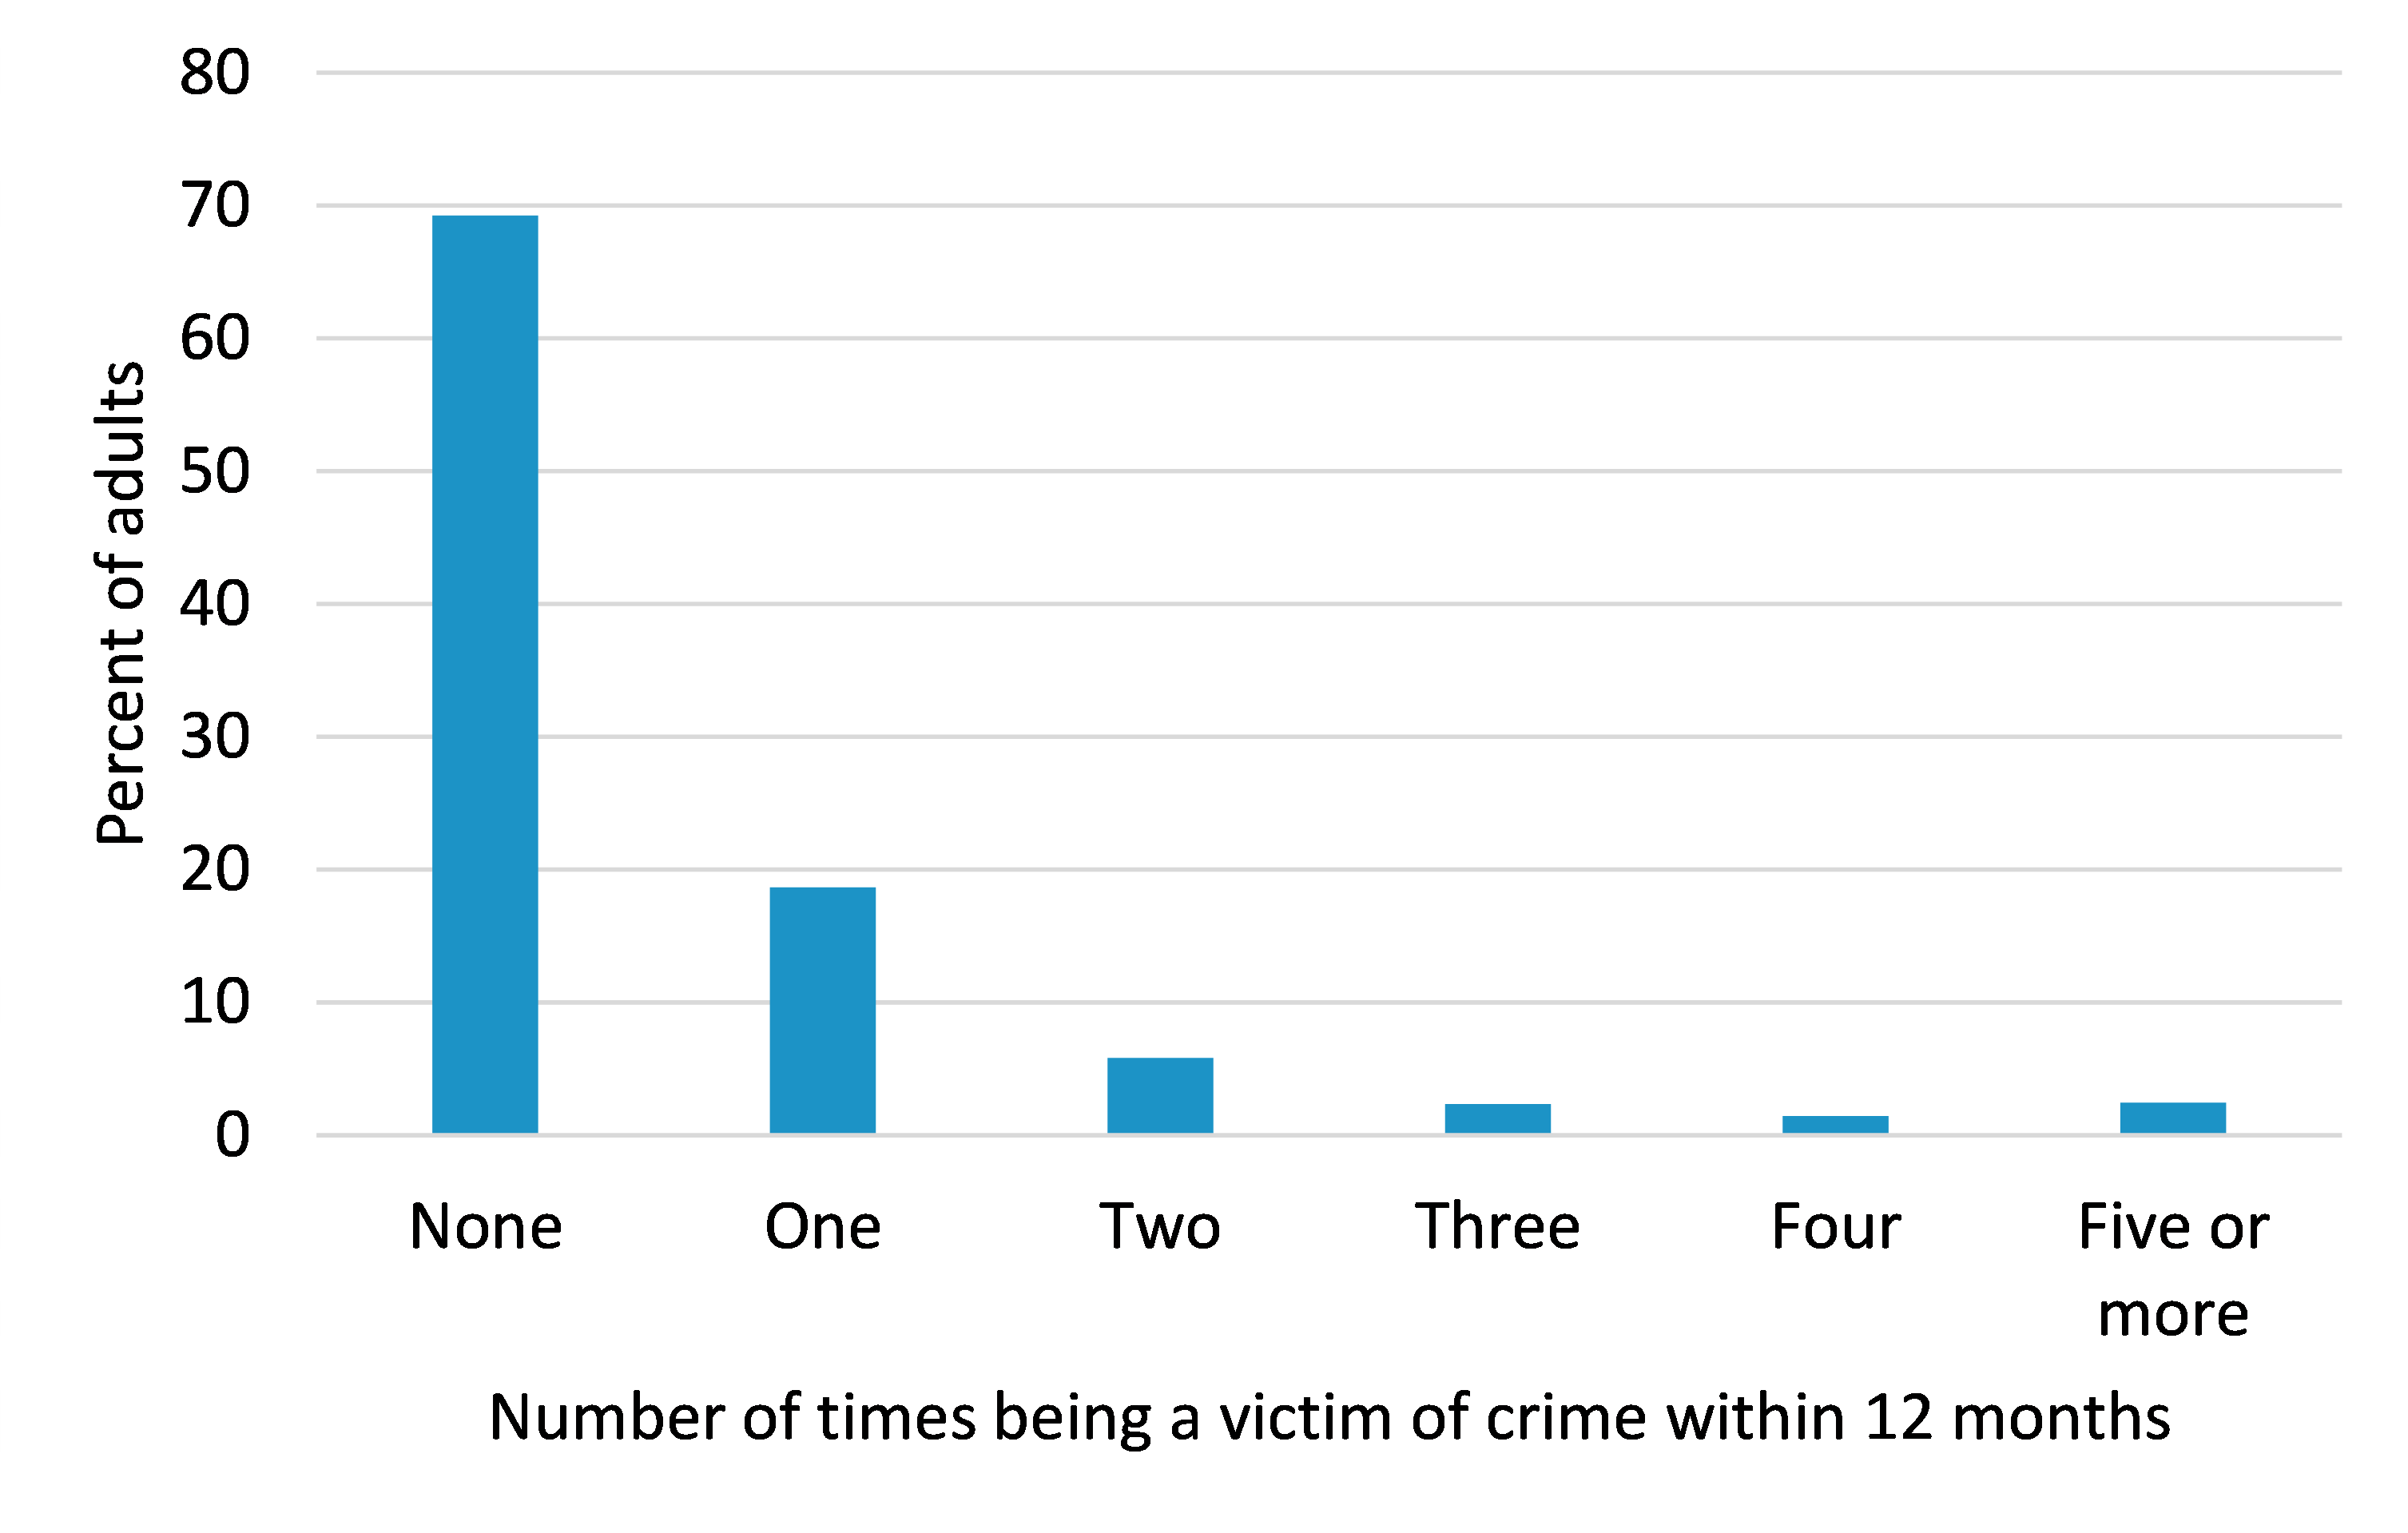 80
70
60
50
40
30
20
10
0
Percent of adults
None One Two Three Four Five or
more
Number of times being a victim of crime within 12 months